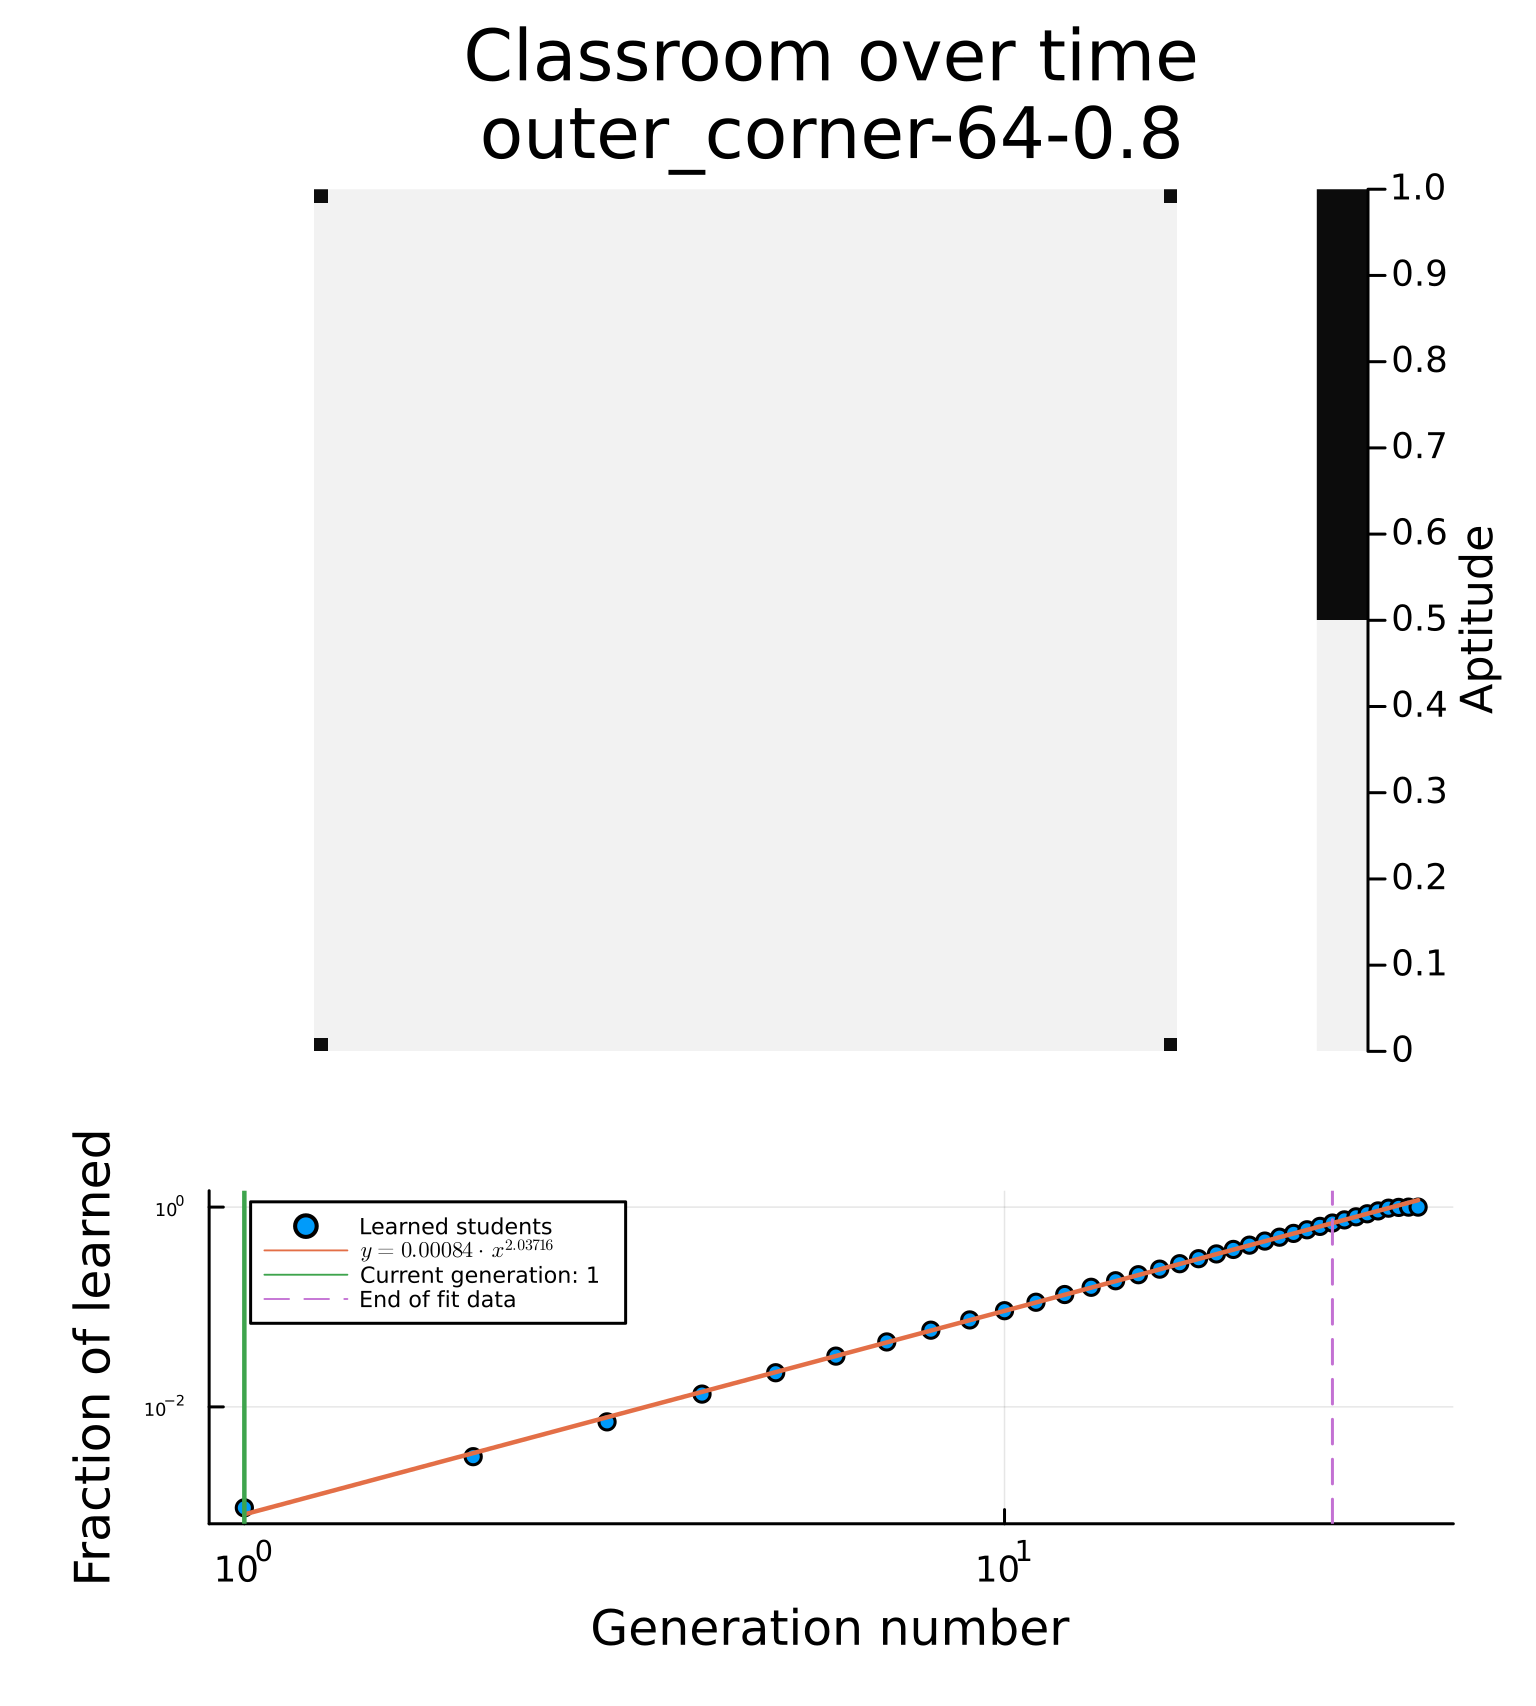 Classroom over time
outer_corner-64-0.8
1.0
0.9
0.8
0.7
0.6
0.5
0.4
0.3
0.2
0.1
0
Aptitude
Fraction of learned
10⁰
10⁻²
Learned students
y = 0.00084 · x^2.03716
Current generation: 1
End of fit data
10⁰
10¹
Generation number